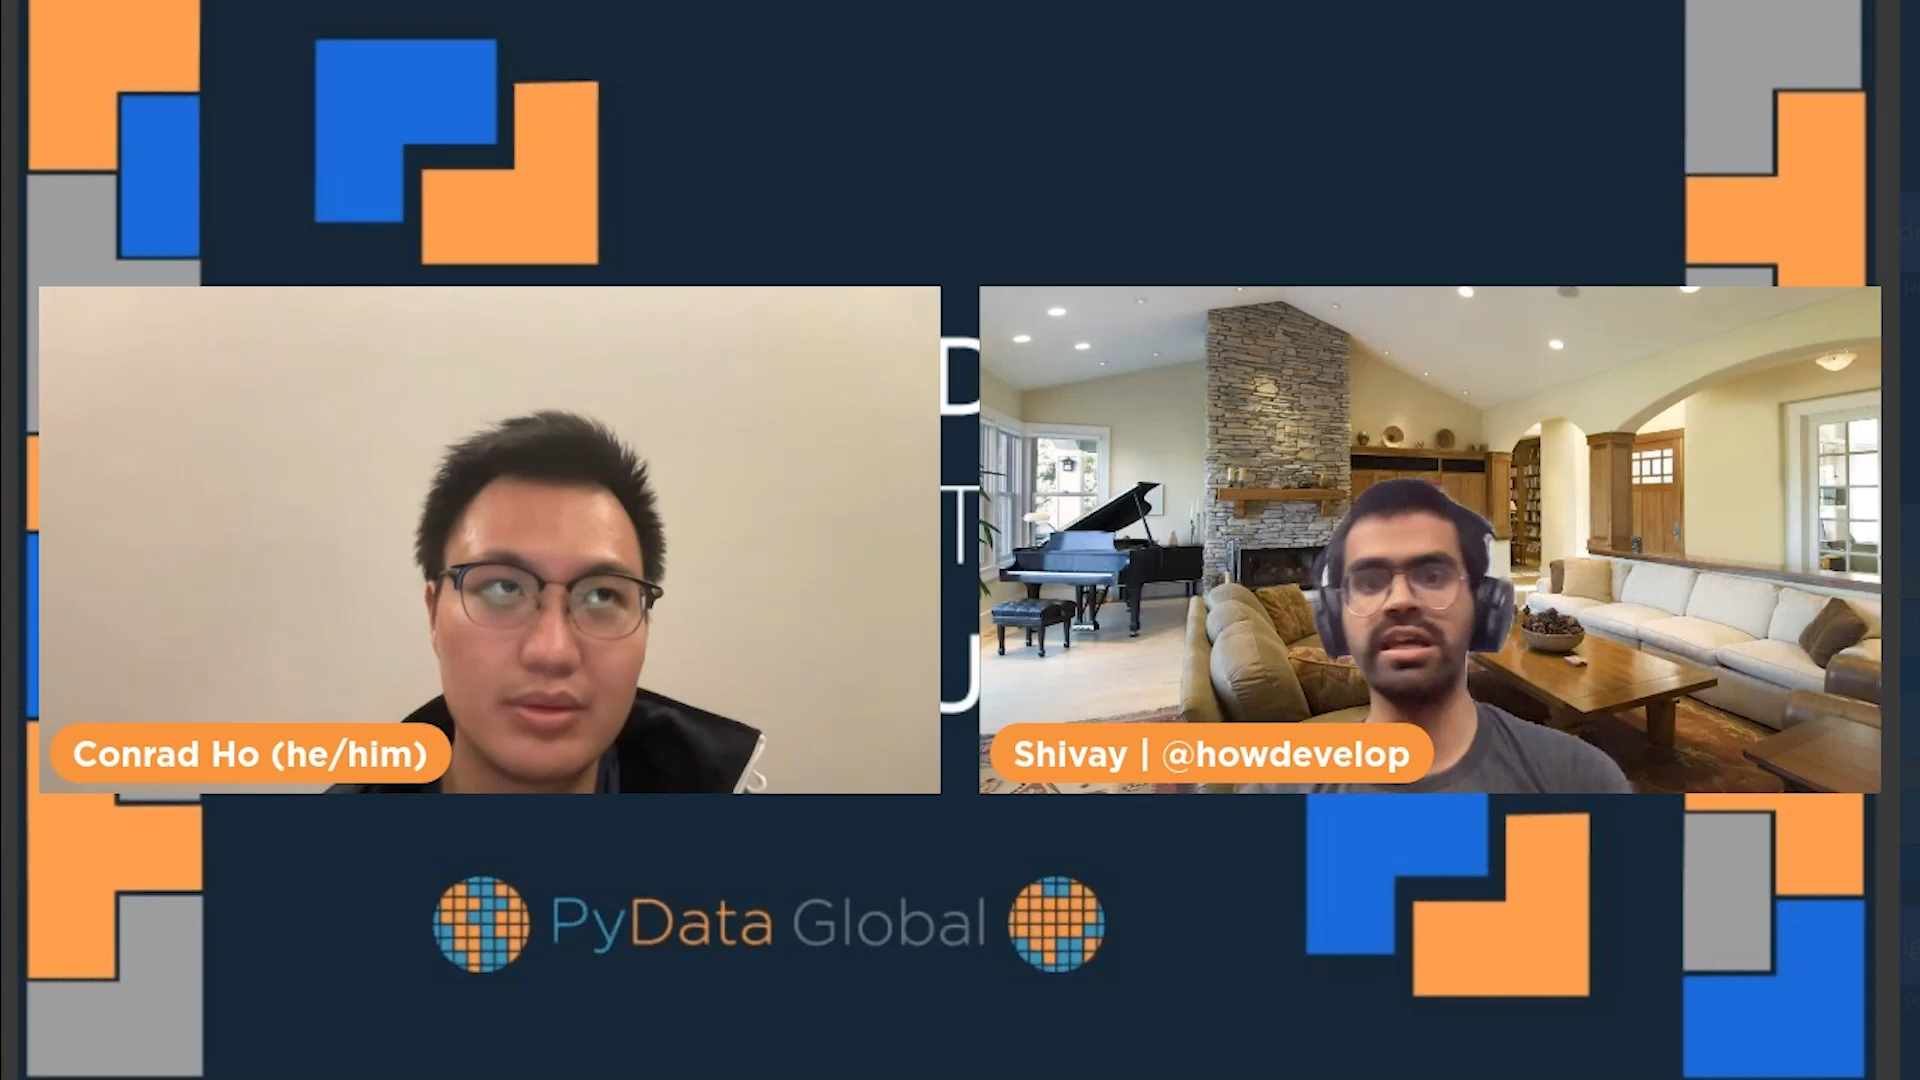 D
T
U
Conrad Ho (he/him)
Shivay | @howdevelop
PyData Global